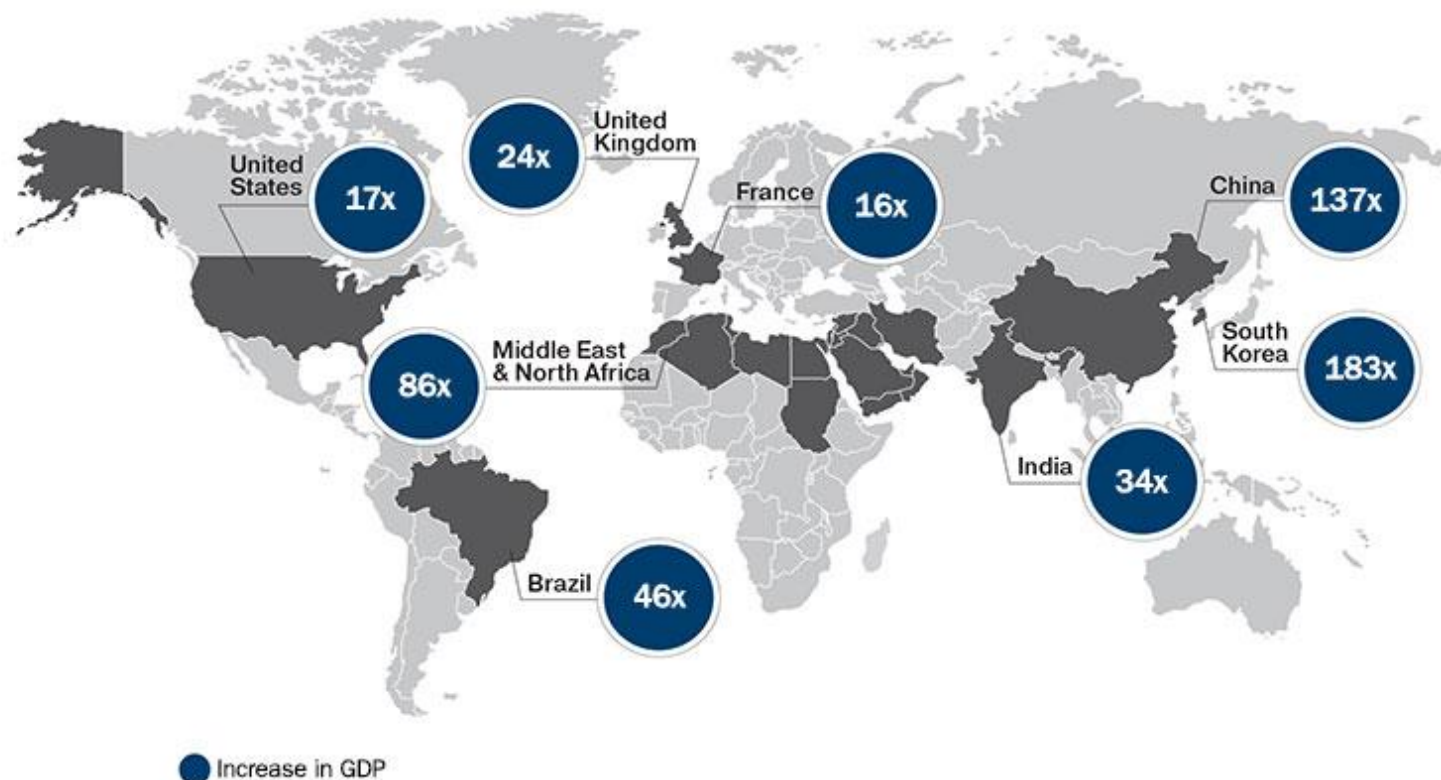 United
Kingdom
24x
United
States
17x
France
16x
China
137x
Middle East
& North Africa
86x
South
Korea
183x
India
34x
Brazil
46x
Increase in GDP